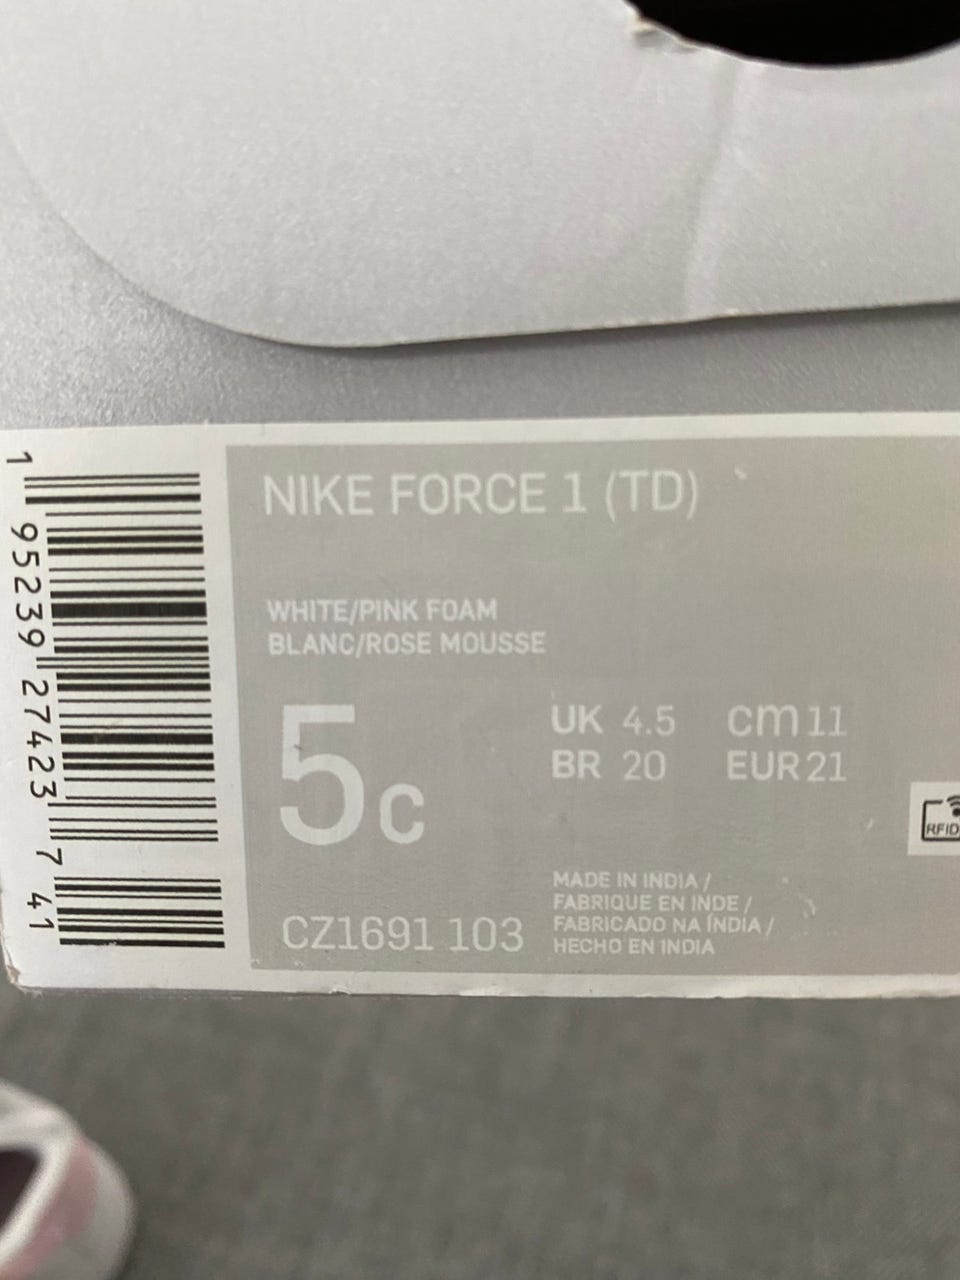 NIKE FORCE 1 (TD)
WHITE/PINK FOAM
BLANC/ROSE MOUSSE
5c
UK 4.5 cm 11
BR 20 EUR 21
CZ1691 103
MADE IN INDIA /
FABRIQUE EN INDE /
FABRICADO NA ÍNDIA /
HECHO EN INDIA
RFID
1 95239 27423 7 41